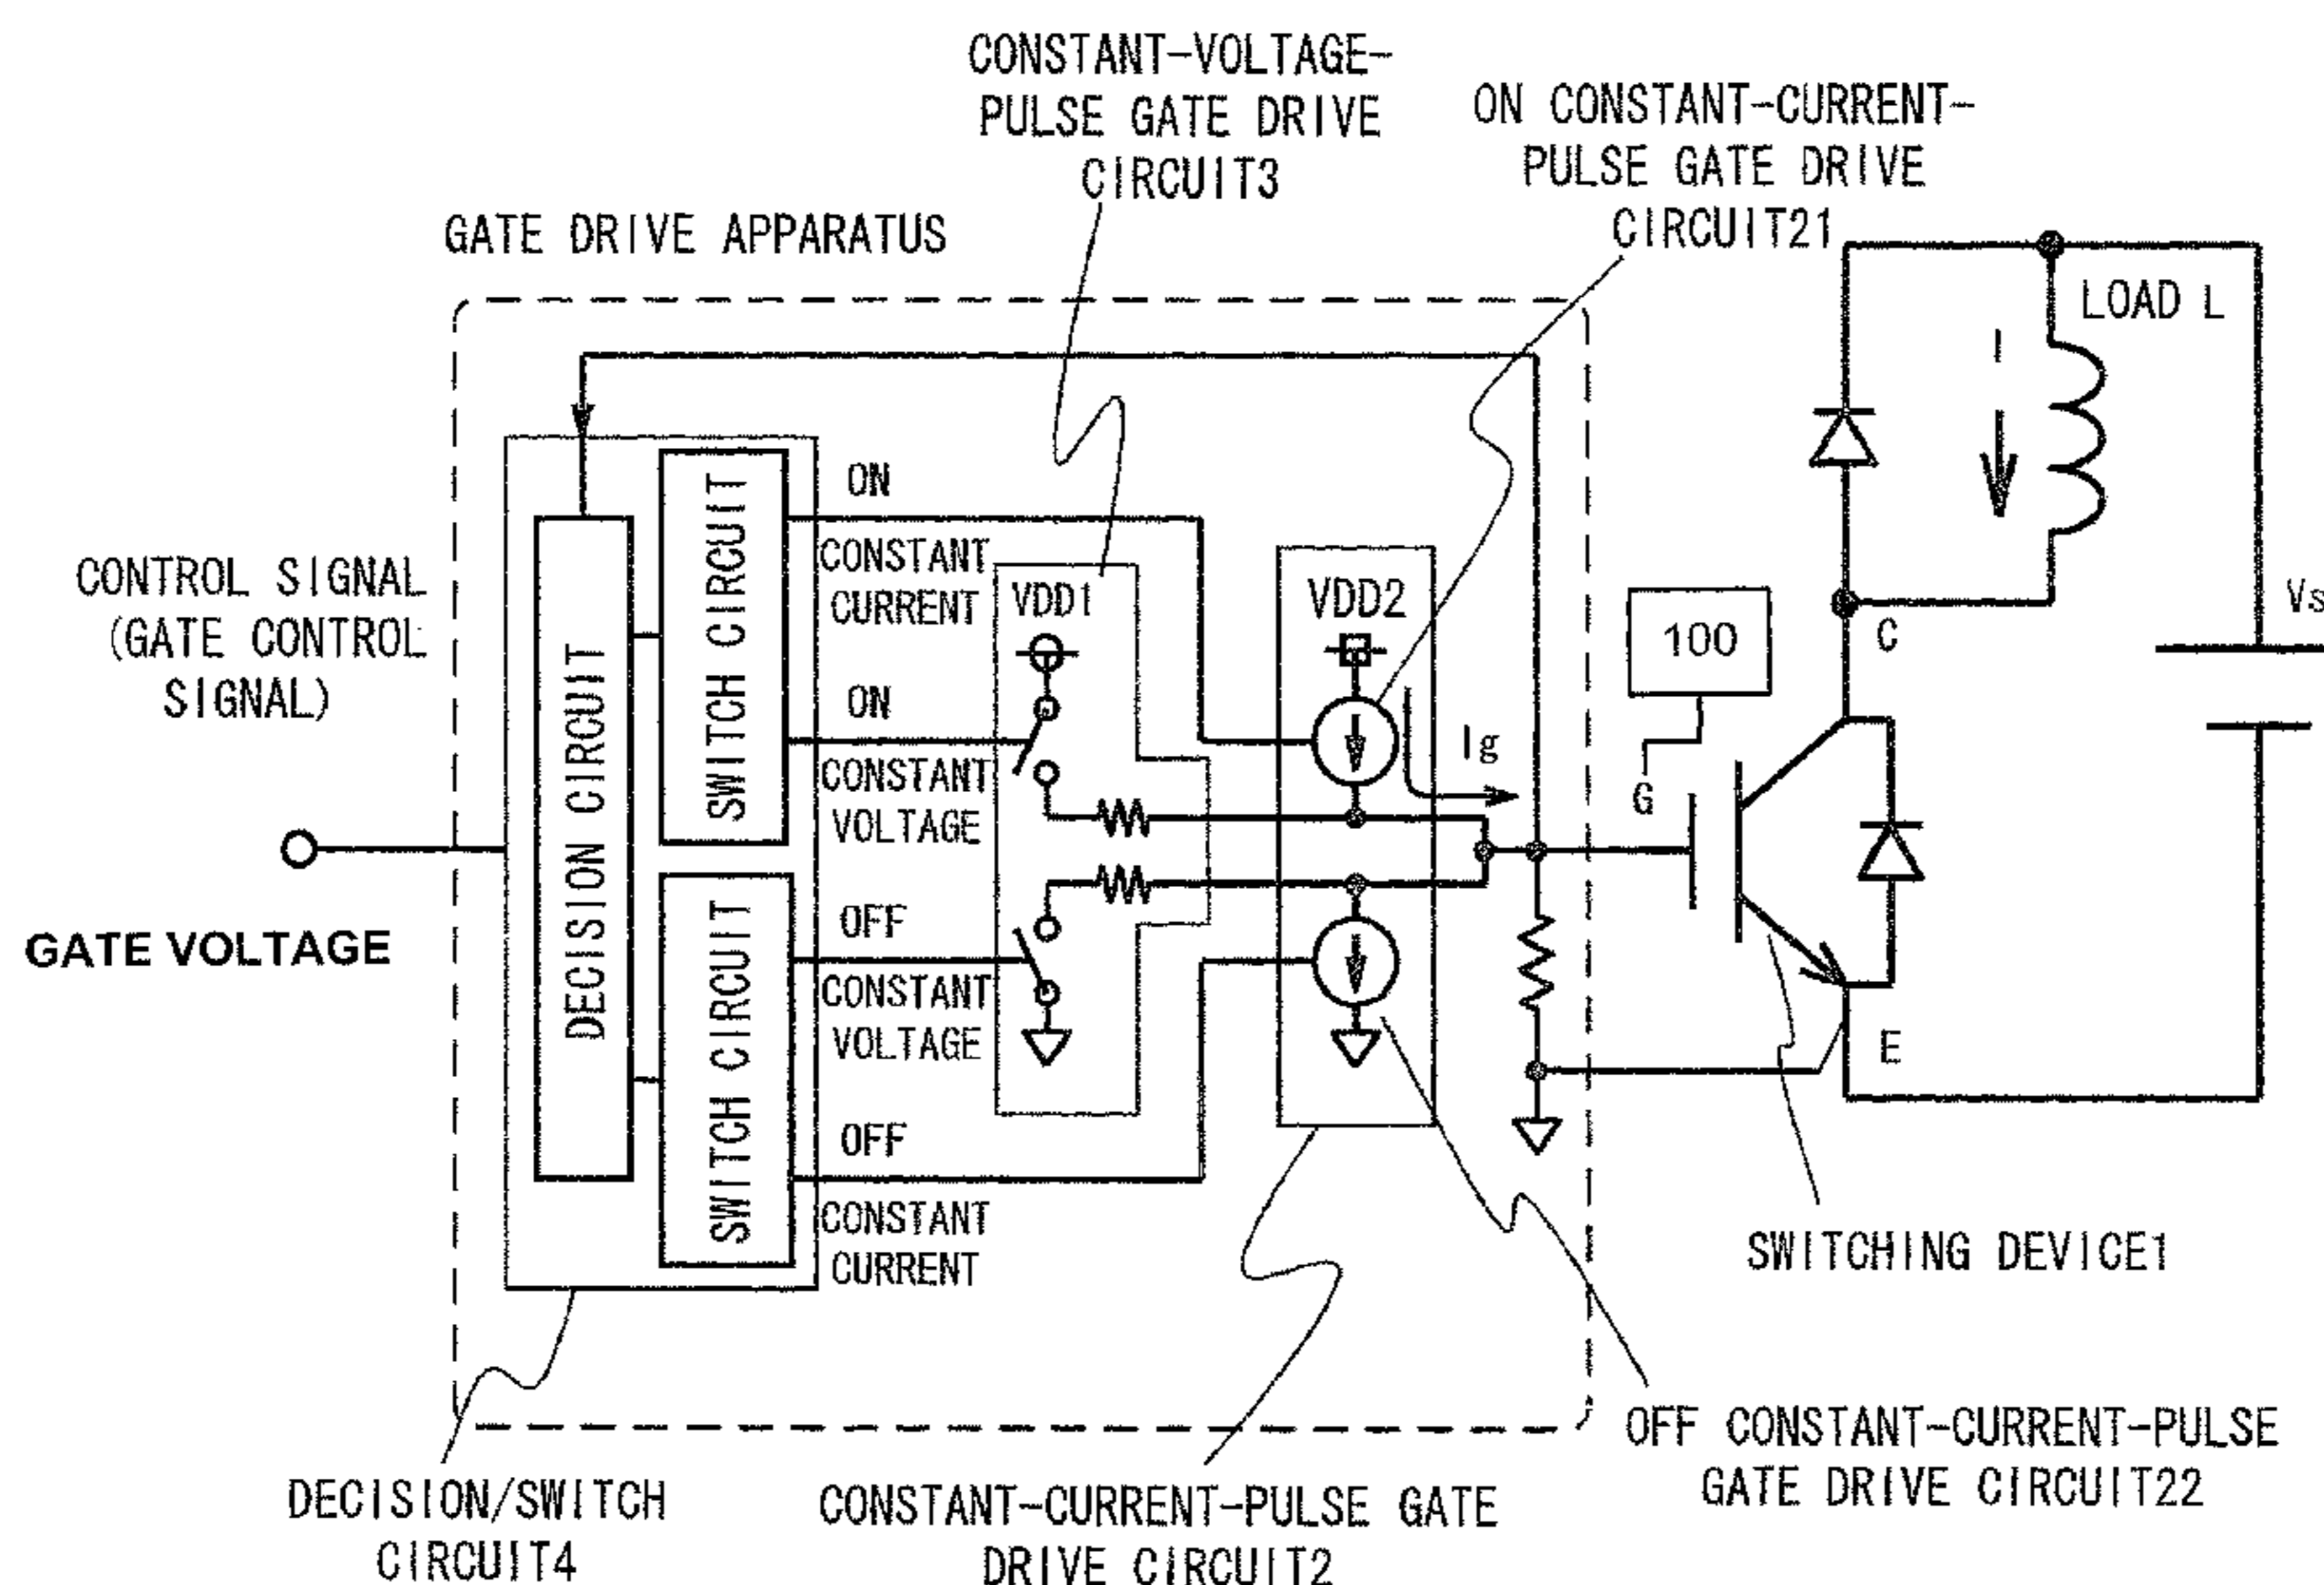 CONSTANT-VOLTAGE-
PULSE GATE DRIVE
CIRCUIT3
ON CONSTANT-CURRENT-
PULSE GATE DRIVE
CIRCUIT21
GATE DRIVE APPARATUS
LOAD L
I
CONTROL SIGNAL
(GATE CONTROL
SIGNAL)
GATE VOLTAGE
DECISION CIRCUIT
SWITCH CIRCUIT
SWITCH CIRCUIT
ON
CONSTANT
CURRENT
ON
CONSTANT
VOLTAGE
OFF
CONSTANT
VOLTAGE
OFF
CONSTANT
CURRENT
VDD1
VDD2
Ig
100
G
C
E
Vs
SWITCHING DEVICE1
OFF CONSTANT-CURRENT-PULSE
GATE DRIVE CIRCUIT22
DECISION/SWITCH
CIRCUIT4
CONSTANT-CURRENT-PULSE GATE
DRIVE CIRCUIT2